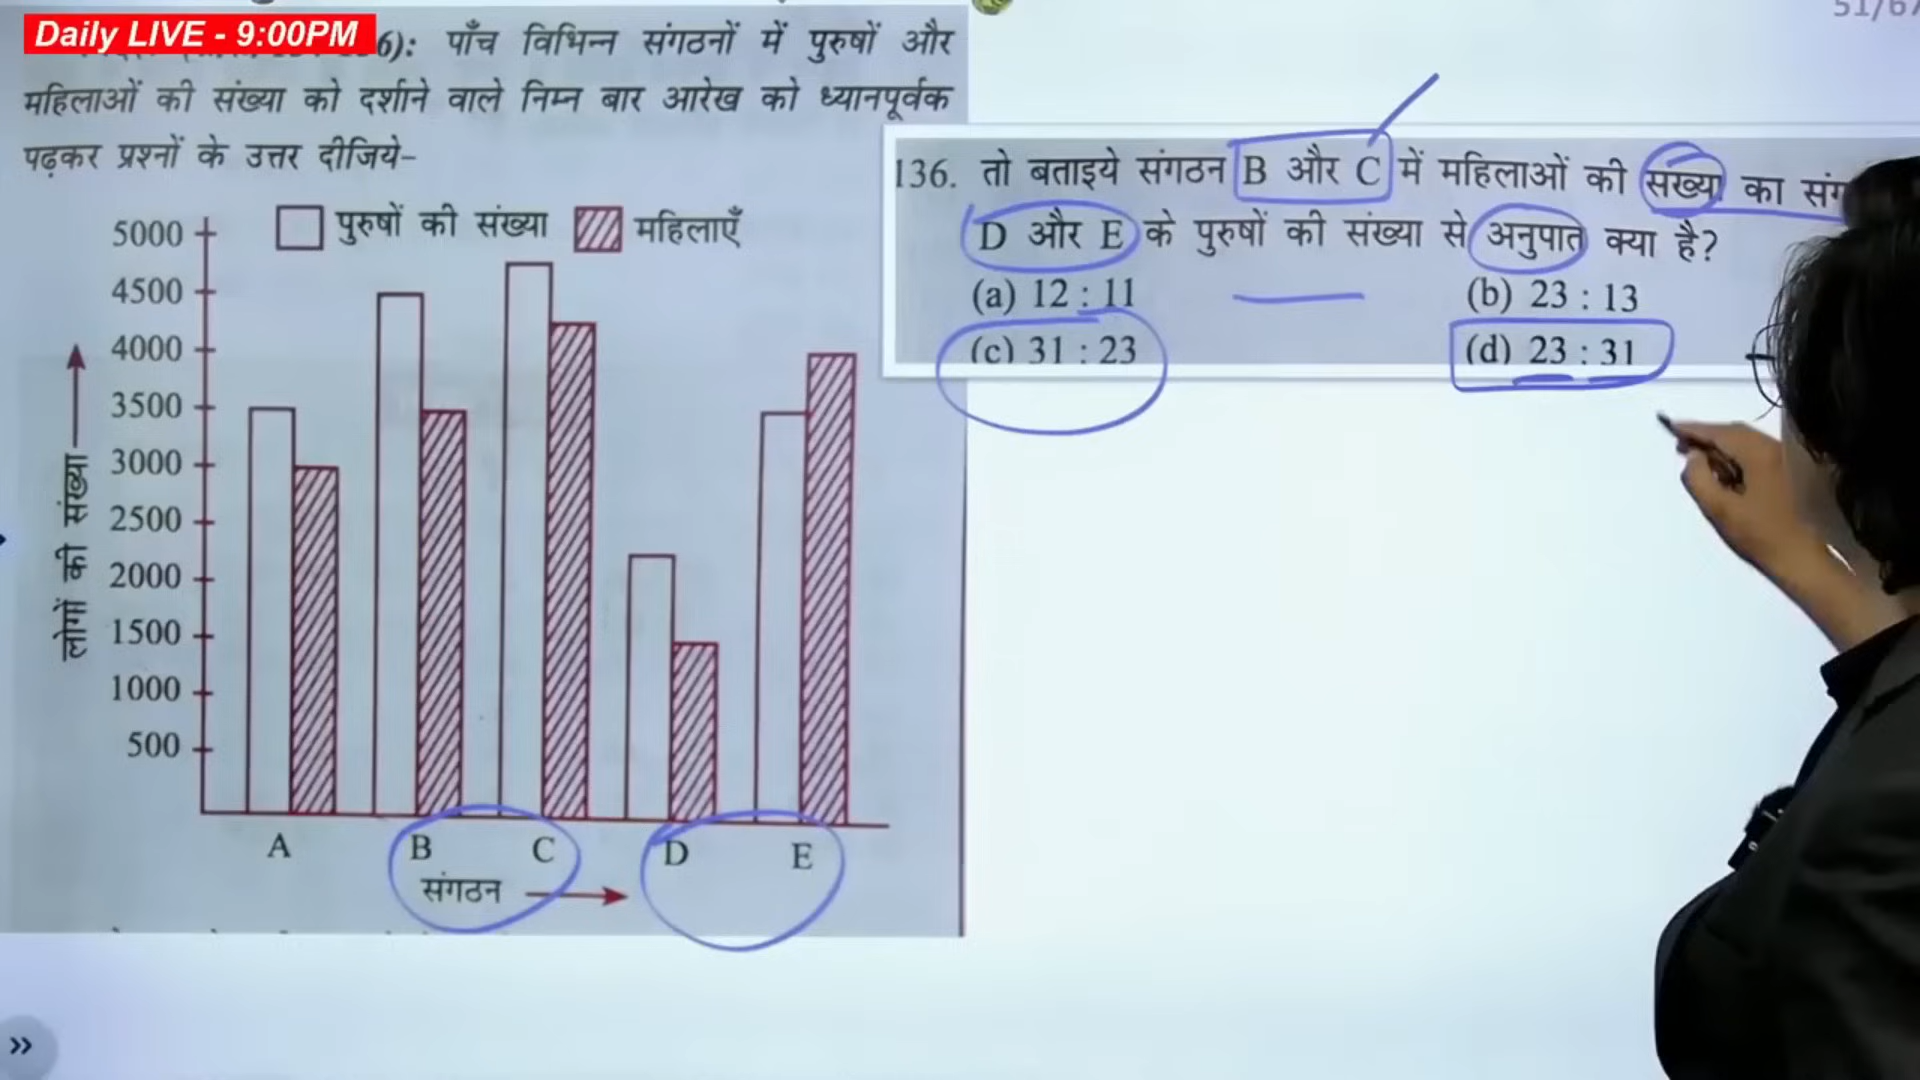 51/67
Daily LIVE - 9:00PM
6): पाँच विभिन्न संगठनों में पुरुषों और
महिलाओं की संख्या को दर्शाने वाले निम्न बार आरेख को ध्यानपूर्वक
पढ़कर प्रश्नों के उत्तर दीजिये-
पुरुषों की संख्या महिलाएँ
5000
4500
4000
3500
3000
2500
2000
1500
1000
500
लोगों की संख्या
A B C D E
संगठन
136. तो बताइये संगठन B और C में महिलाओं की संख्या का
D और E के पुरुषों की संख्या से अनुपात क्या है?
(a) 12 : 11 (b) 23 : 13
(c) 31 : 23 (d) 23 : 31